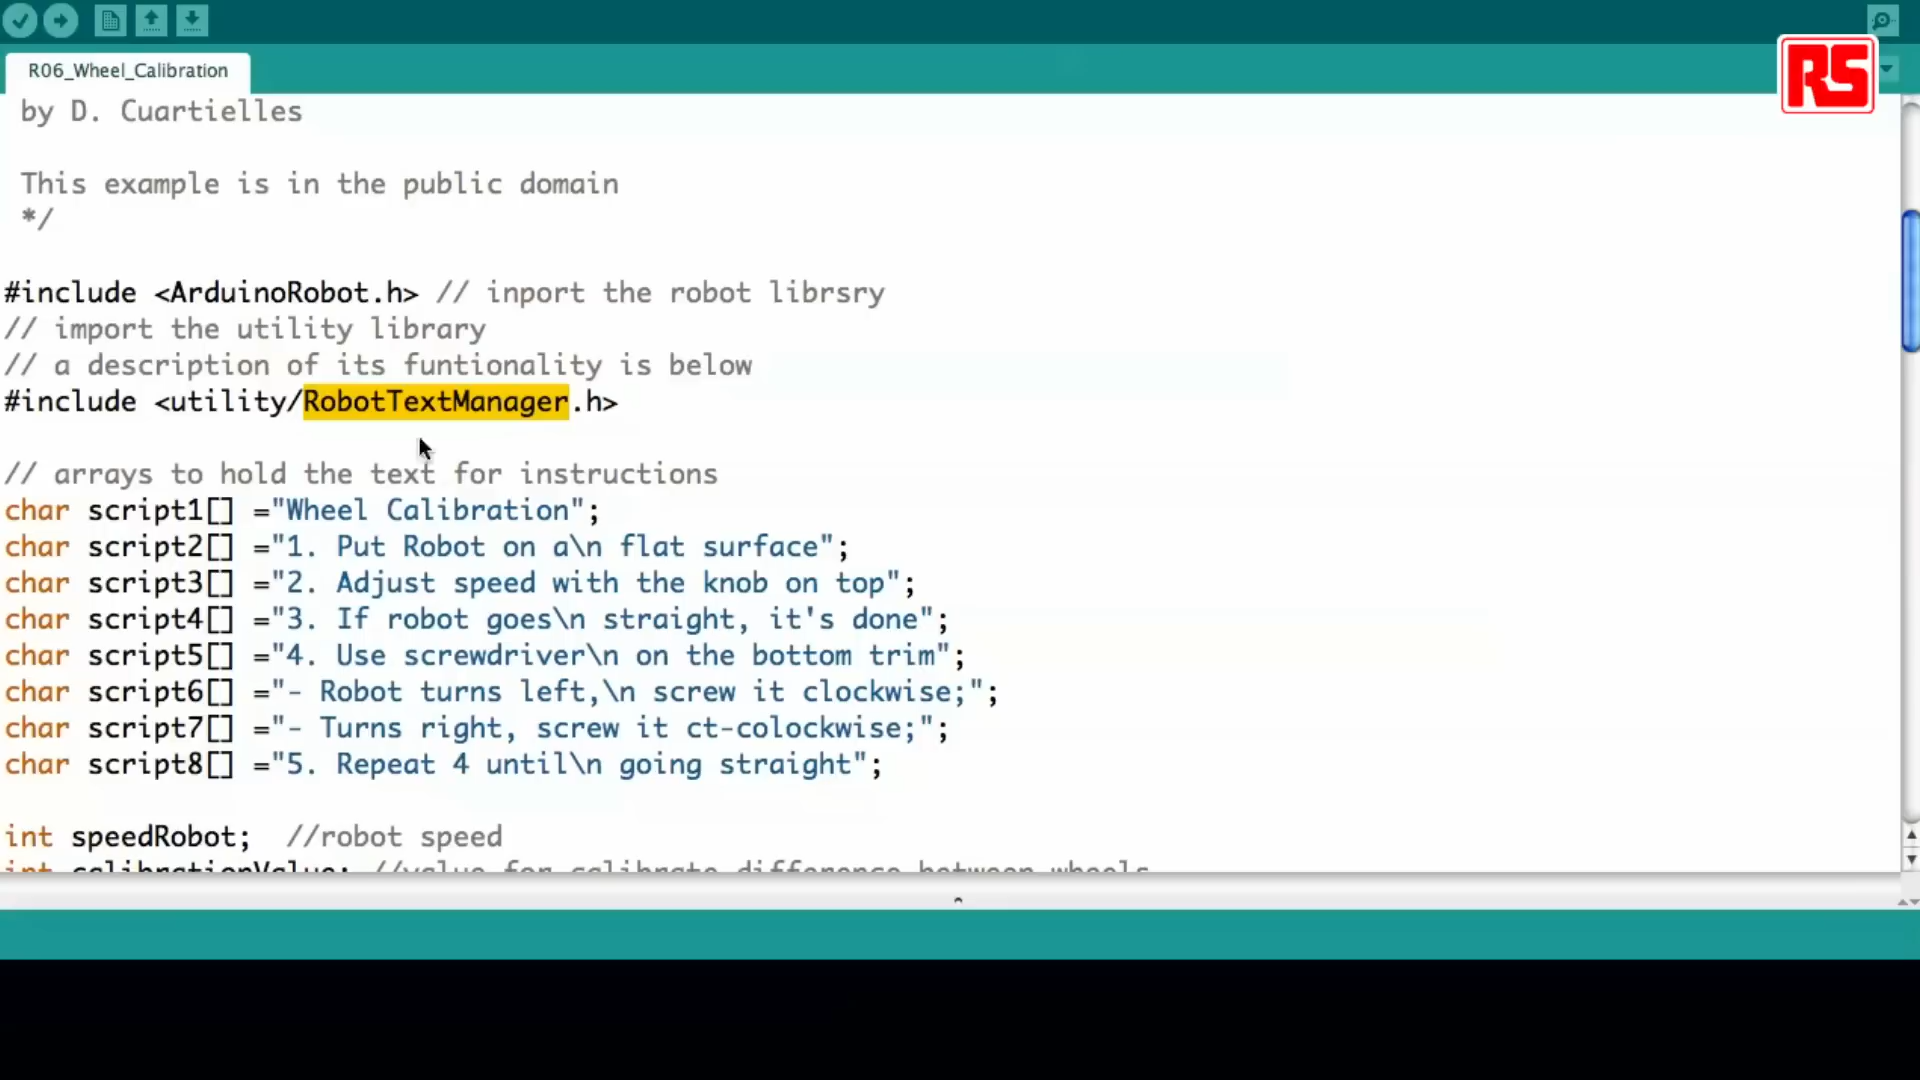 RS
R06_Wheel_Calibration
by D. Cuartielles
This example is in the public domain
*/
#include <ArduinoRobot.h> // inport the robot librsry
// import the utility library
// a description of its funtionality is below
#include <utility/RobotTextManager.h>
// arrays to hold the text for instructions
char script1[] ="Wheel Calibration";
char script2[] ="1. Put Robot on a\n flat surface";
char script3[] ="2. Adjust speed with the knob on top";
char script4[] ="3. If robot goes\n straight, it's done";
char script5[] ="4. Use screwdriver\n on the bottom trim";
char script6[] ="- Robot turns left,\n screw it clockwise;";
char script7[] ="- Turns right, screw it ct-colockwise;";
char script8[] ="5. Repeat 4 until\n going straight";
int speedRobot;  //robot speed
int calibrationValue; //value for calibrate difference between wheels